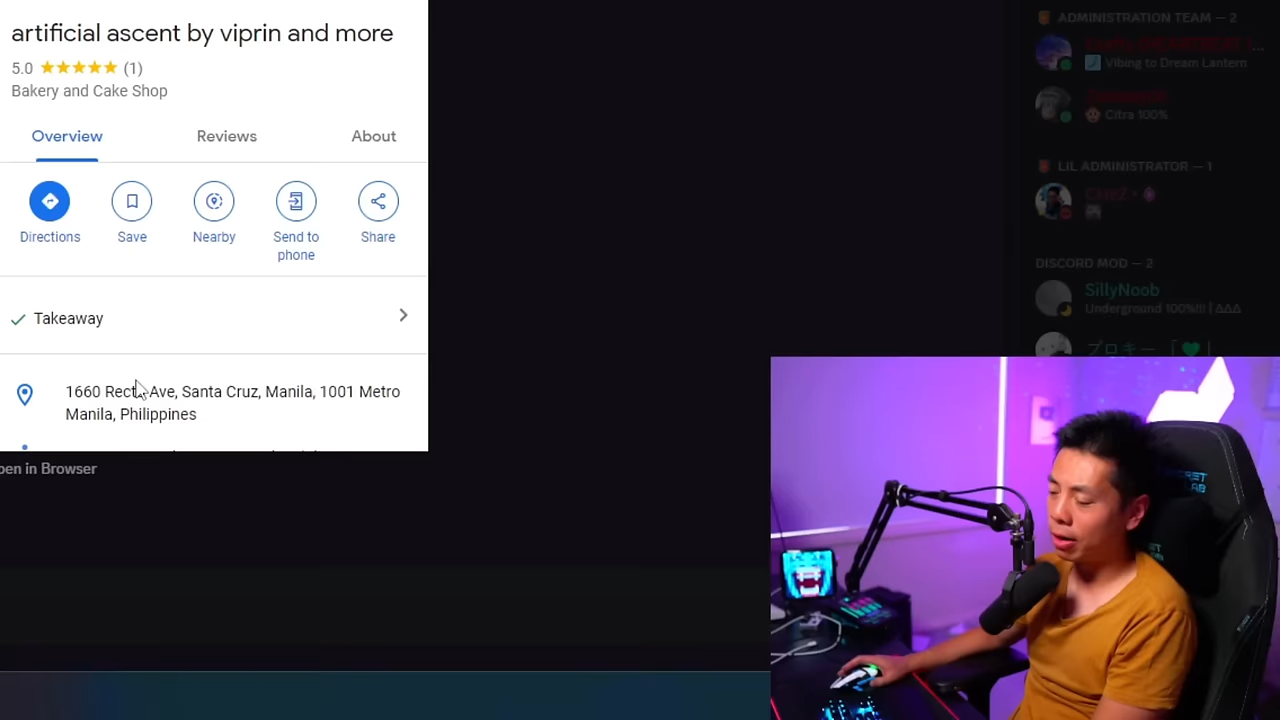 artificial ascent by viprin and more
5.0 (1)
Bakery and Cake Shop
Overview
Reviews
About
Directions
Save
Nearby
Send to
phone
Share
Takeaway
1660 Ave, Santa Cruz, Manila, 1001 Metro
Manila, Philippines
pen in Browser
ADMINISTRATION TEAM — 2
Vibing to Dream Lantern
Citra 100%
LIL ADMINISTRATOR — 1
DISCORD MOD — 2
SillyNoob
Underground 100%!!! | ΔΔΔ